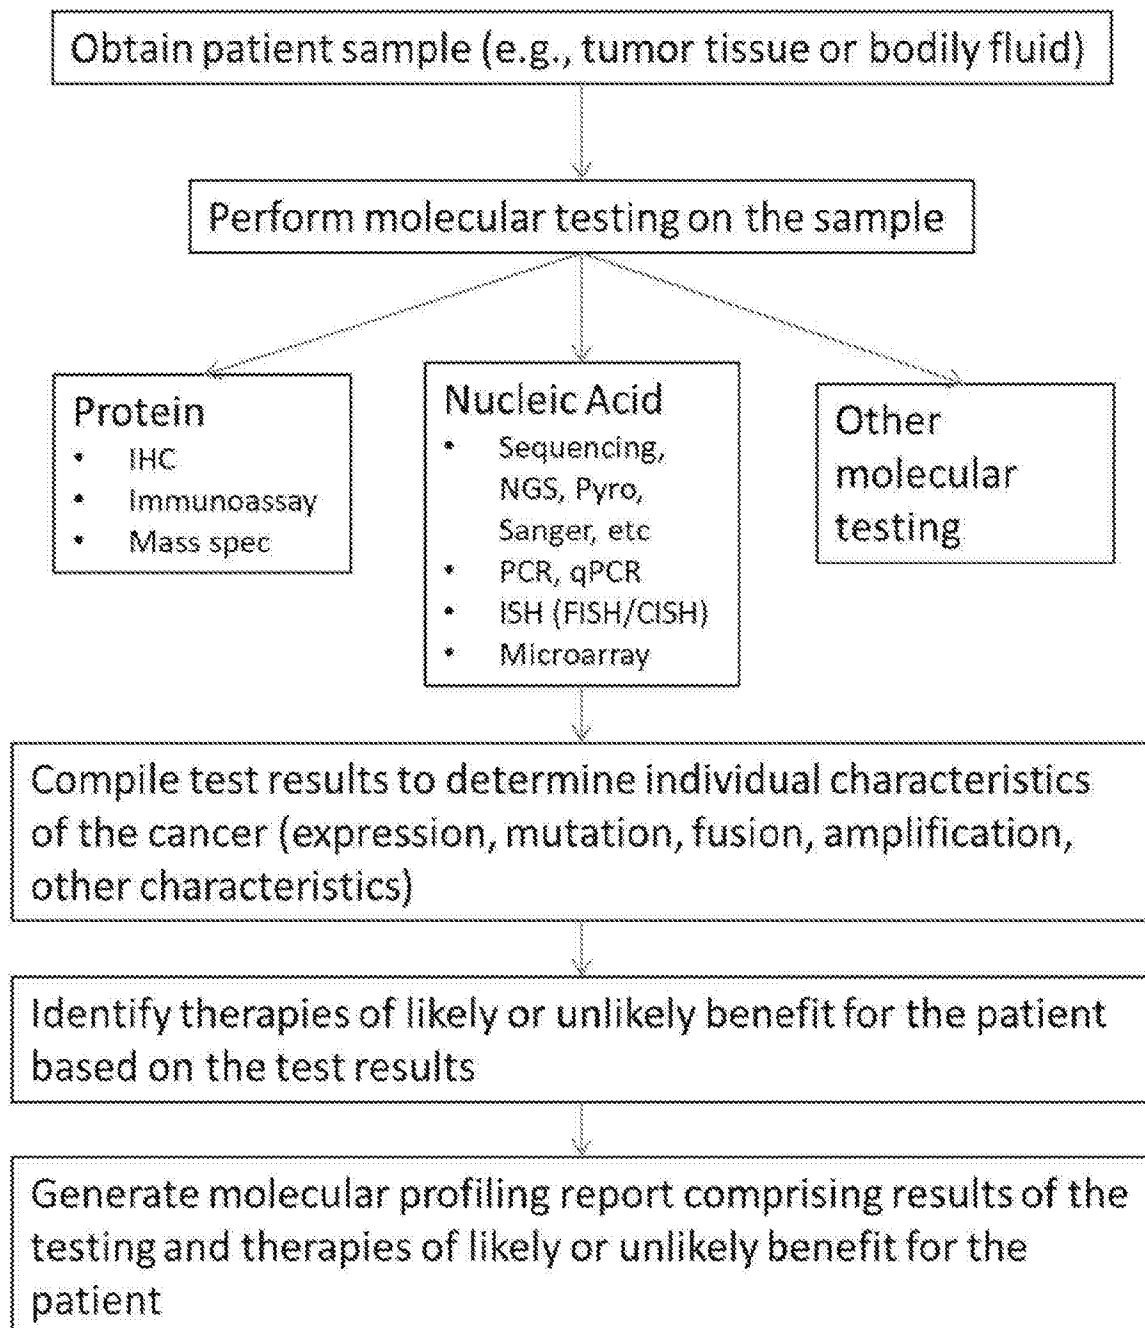 Obtain patient sample (e.g., tumor tissue or bodily fluid)
Perform molecular testing on the sample
Protein
• IHC
• Immunoassay
• Mass spec
Nucleic Acid
• Sequencing,
NGS, Pyro,
Sanger, etc
• PCR, qPCR
• ISH (FISH/CISH)
• Microarray
Other
molecular
testing
Compile test results to determine individual characteristics
of the cancer (expression, mutation, fusion, amplification,
other characteristics)
Identify therapies of likely or unlikely benefit for the patient
based on the test results
Generate molecular profiling report comprising results of the
testing and therapies of likely or unlikely benefit for the
patient